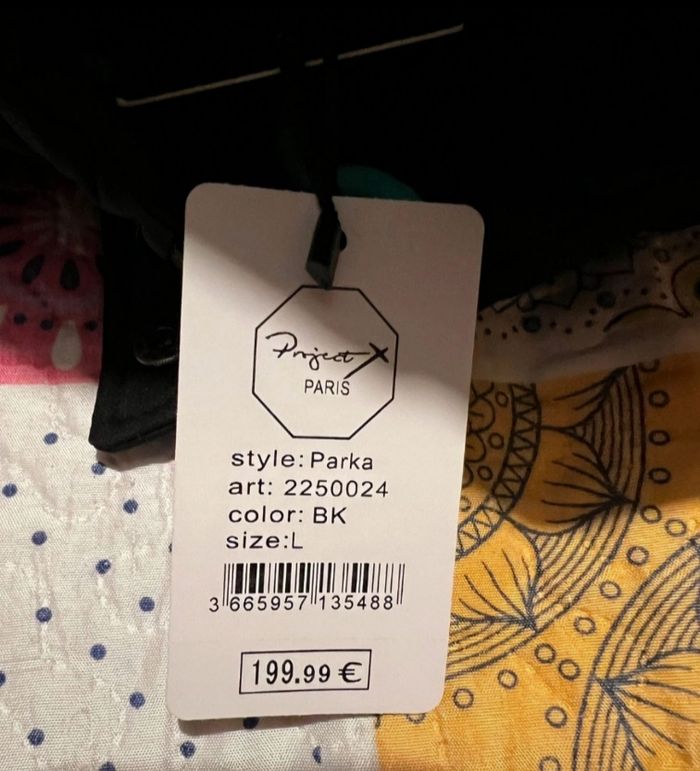 Project X
PARIS
style: Parka
art: 2250024
color: BK
size:L
3 665957 135488
199.99 €